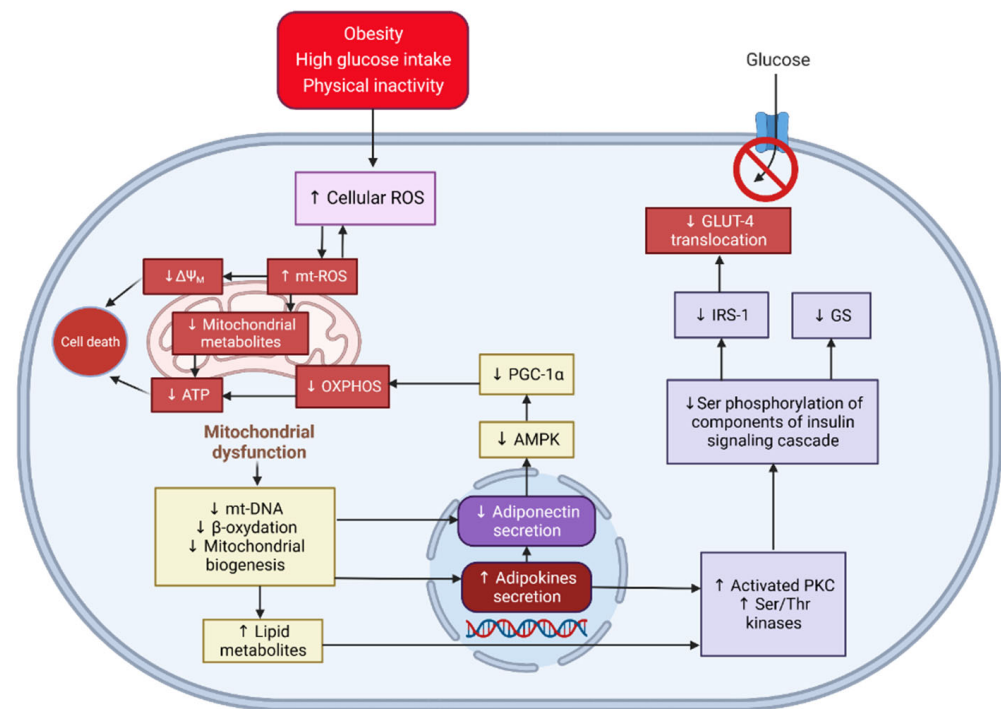 Obesity
High glucose intake
Physical inactivity
Glucose
↑ Cellular ROS
↓ GLUT-4
translocation
↓ ΔΨM
↑ mt-ROS
↓ IRS-1
↓ GS
Cell death
↓ Mitochondrial
metabolites
↓ PGC-1α
↓ ATP
↓ OXPHOS
↓Ser phosphorylation of
components of insulin
signaling cascade
Mitochondrial
dysfunction
↓ AMPK
↓ mt-DNA
↓ β-oxydation
↓ Mitochondrial
biogenesis
↓ Adiponectin
secretion
↑ Adipokines
secretion
↑ Activated PKC
↑ Ser/Thr
kinases
↑ Lipid
metabolites